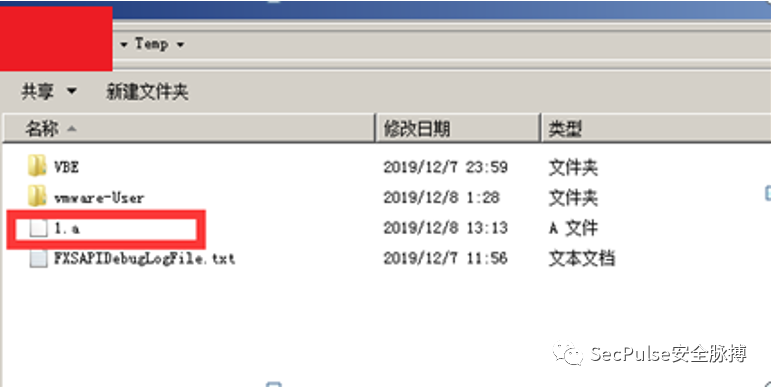 Temp
共享 新建文件夹
名称 修改日期 类型
VBE 2019/12/7 23:59 文件夹
vmware-User 2019/12/8 1:28 文件夹
1.a 2019/12/8 13:13 A 文件
FXSAPIDebugLogFile.txt 2019/12/7 11:56 文本文档
SecPulse安全脉搏